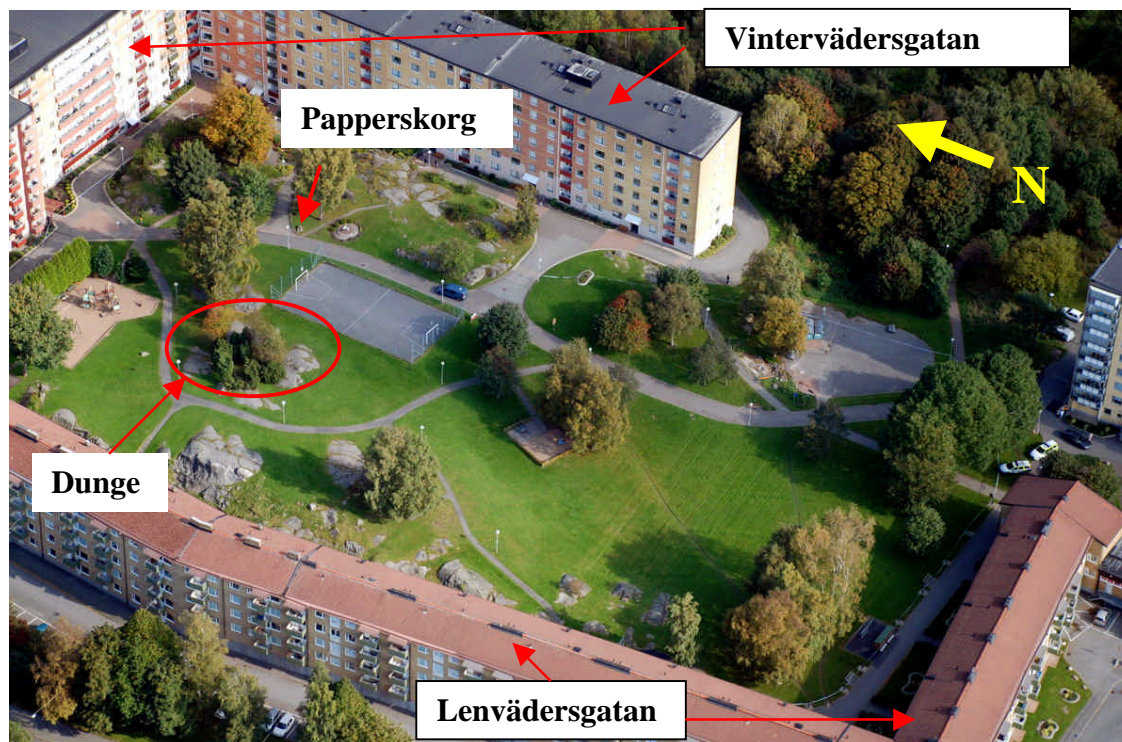 Vintervädersgatan
Papperskorg
N
Dunge
Lenvädersgatan